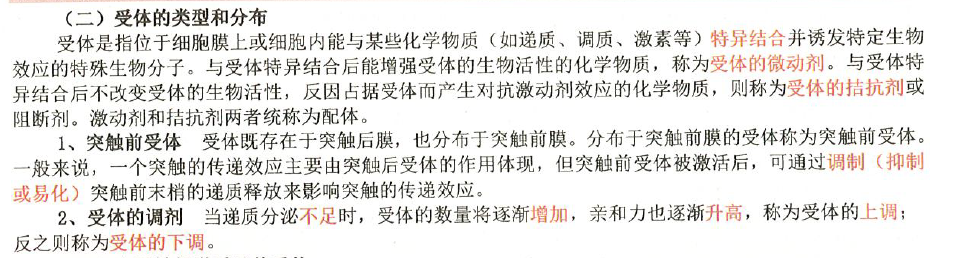 （二）受体的类型和分布
受体是指位于细胞膜上或细胞内能与某些化学物质（如递质、调质、激素等）特异结合并诱发特定生物
效应的特殊生物分子。与受体特异结合后能增强受体的生物活性的化学物质，称为受体的微动剂。与受体特
异结合后不改变受体的生物活性，反因占据受体而产生对抗激动剂效应的化学物质，则称为受体的拮抗剂或
阻断剂。激动剂和拮抗剂两者统称为配体。
1、突触前受体　受体既存在于突触后膜，也分布于突触前膜。分布于突触前膜的受体称为突触前受体。
一般来说，一个突触的传递效应主要由突触后受体的作用体现，但突触前受体被激活后，可通过调制（抑制
或易化）突触前末梢的递质释放来影响突触的传递效应。
2、受体的调剂　当递质分泌不足时，受体的数量将逐渐增加，亲和力也逐渐升高，称为受体的上调；
反之则称为受体的下调。